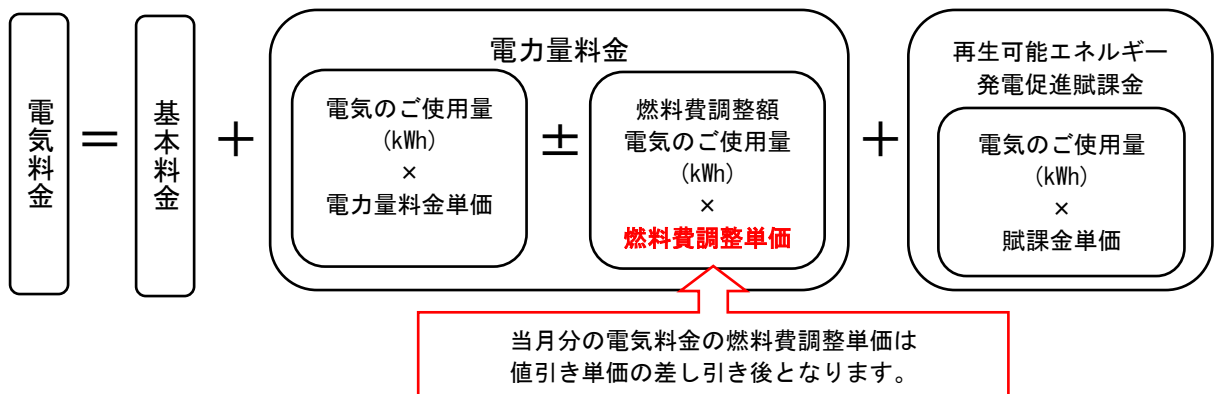 電気料金
＝
基本料金
＋
電力量料金
電気のご使用量
(kWh)
×
電力量料金単価
±
燃料費調整額
電気のご使用量
(kWh)
×
燃料費調整単価
＋
再生可能エネルギー
発電促進賦課金
電気のご使用量
(kWh)
×
賦課金単価
当月分の電気料金の燃料費調整単価は
値引き単価の差し引き後となります。